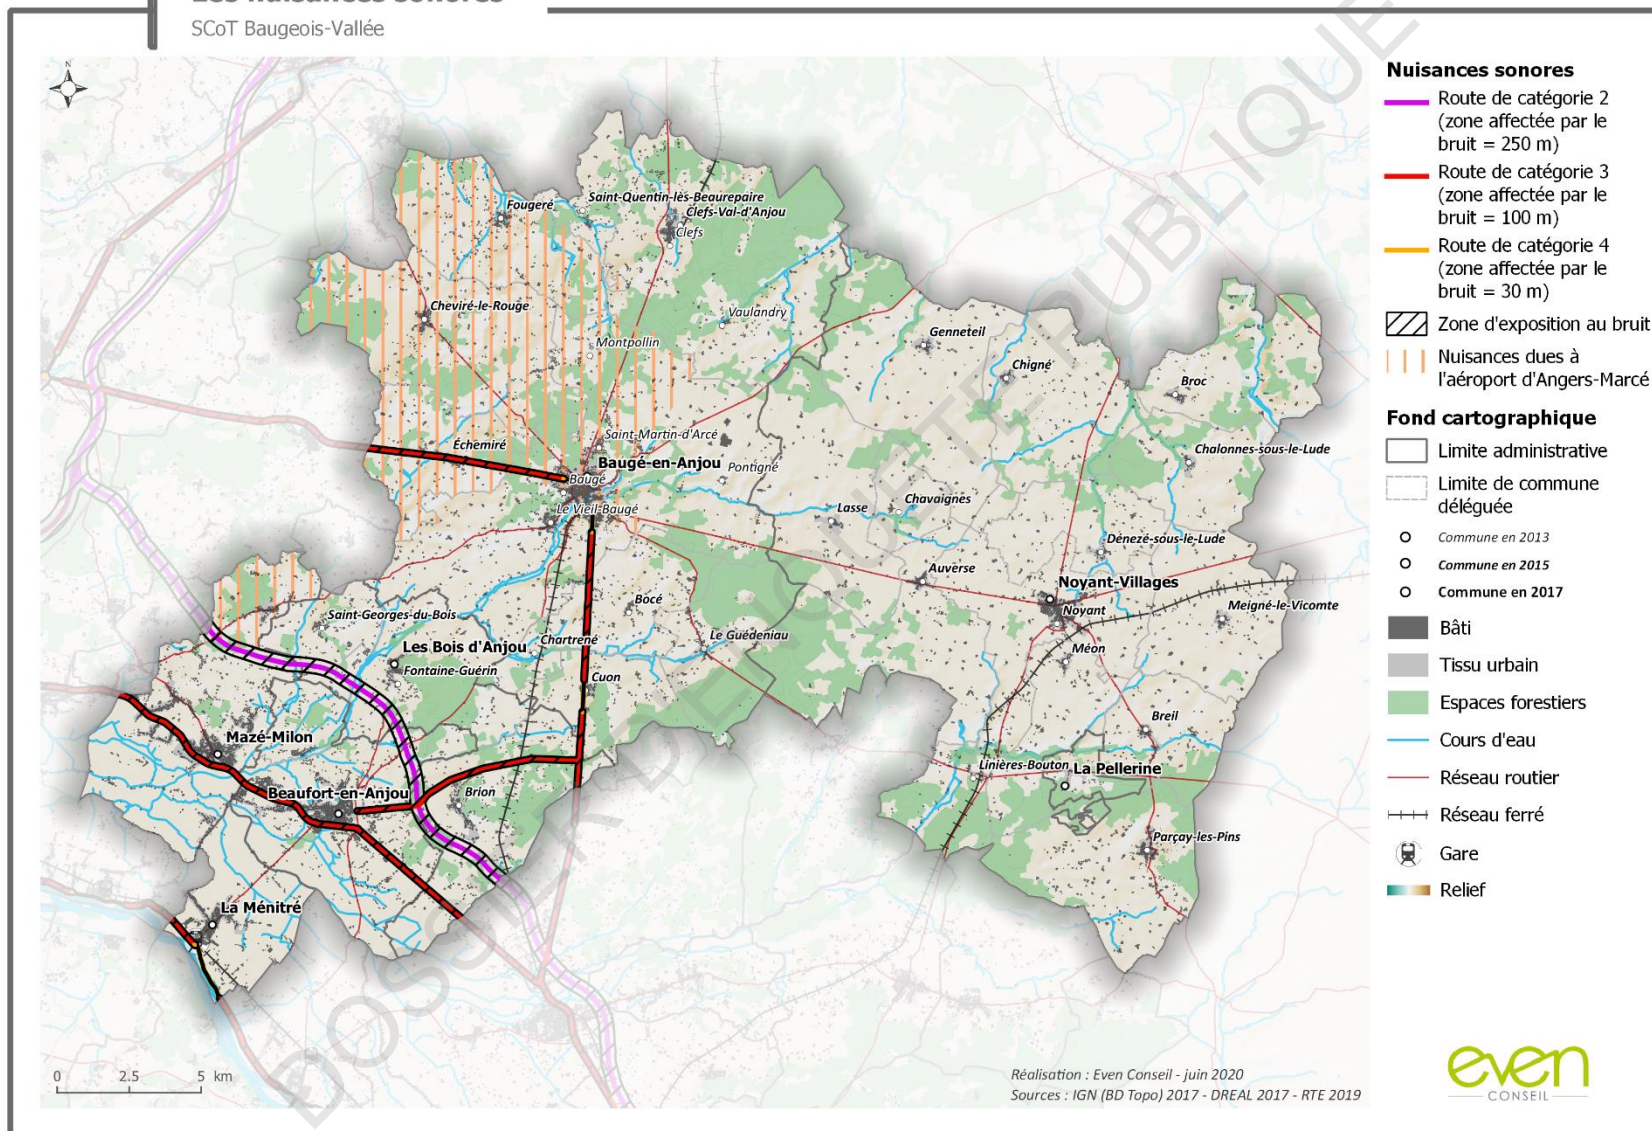 Les nuisances sonores
SCoT Baugeois-Vallée
N
Nuisances sonores
Route de catégorie 2
(zone affectée par le
bruit = 250 m)
Route de catégorie 3
(zone affectée par le
bruit = 100 m)
Route de catégorie 4
(zone affectée par le
bruit = 30 m)
Zone d'exposition au bruit
Nuisances dues à
l'aéroport d'Angers-Marcé
Fond cartographique
Limite administrative
Limite de commune
déléguée
Commune en 2013
Commune en 2015
Commune en 2017
Bâti
Tissu urbain
Espaces forestiers
Cours d'eau
Réseau routier
Réseau ferré
Gare
Relief
Fougeré
Saint-Quentin-lès-Beaurepaire
Clefs-Val-d'Anjou
Clefs
Cheviré-le-Rouge
Vaulandry
Montpollin
Genneteil
Chigné
Broc
Échemiré
Saint-Martin-d'Arcé
Baugé-en-Anjou
Baugé
Pontigné
Le Vieil-Baugé
Chalonnes-sous-le-Lude
Lasse
Chavaignes
Dénezé-sous-le-Lude
Auverse
Noyant-Villages
Noyant
Meigné-le-Vicomte
Méon
Bocé
Saint-Georges-du-Bois
Chartrené
Le Guédeniau
Les Bois d'Anjou
Fontaine-Guérin
Cuon
Breil
Mazé-Milon
Linières-Bouton
La Pellerine
Beaufort-en-Anjou
Brion
Parçay-les-Pins
La Ménitré
0 2.5 5 km
Réalisation : Even Conseil - juin 2020
Sources : IGN (BD Topo) 2017 - DREAL 2017 - RTE 2019
even
CONSEIL
DOSSIER D'ENQUETE PUBLIQUE